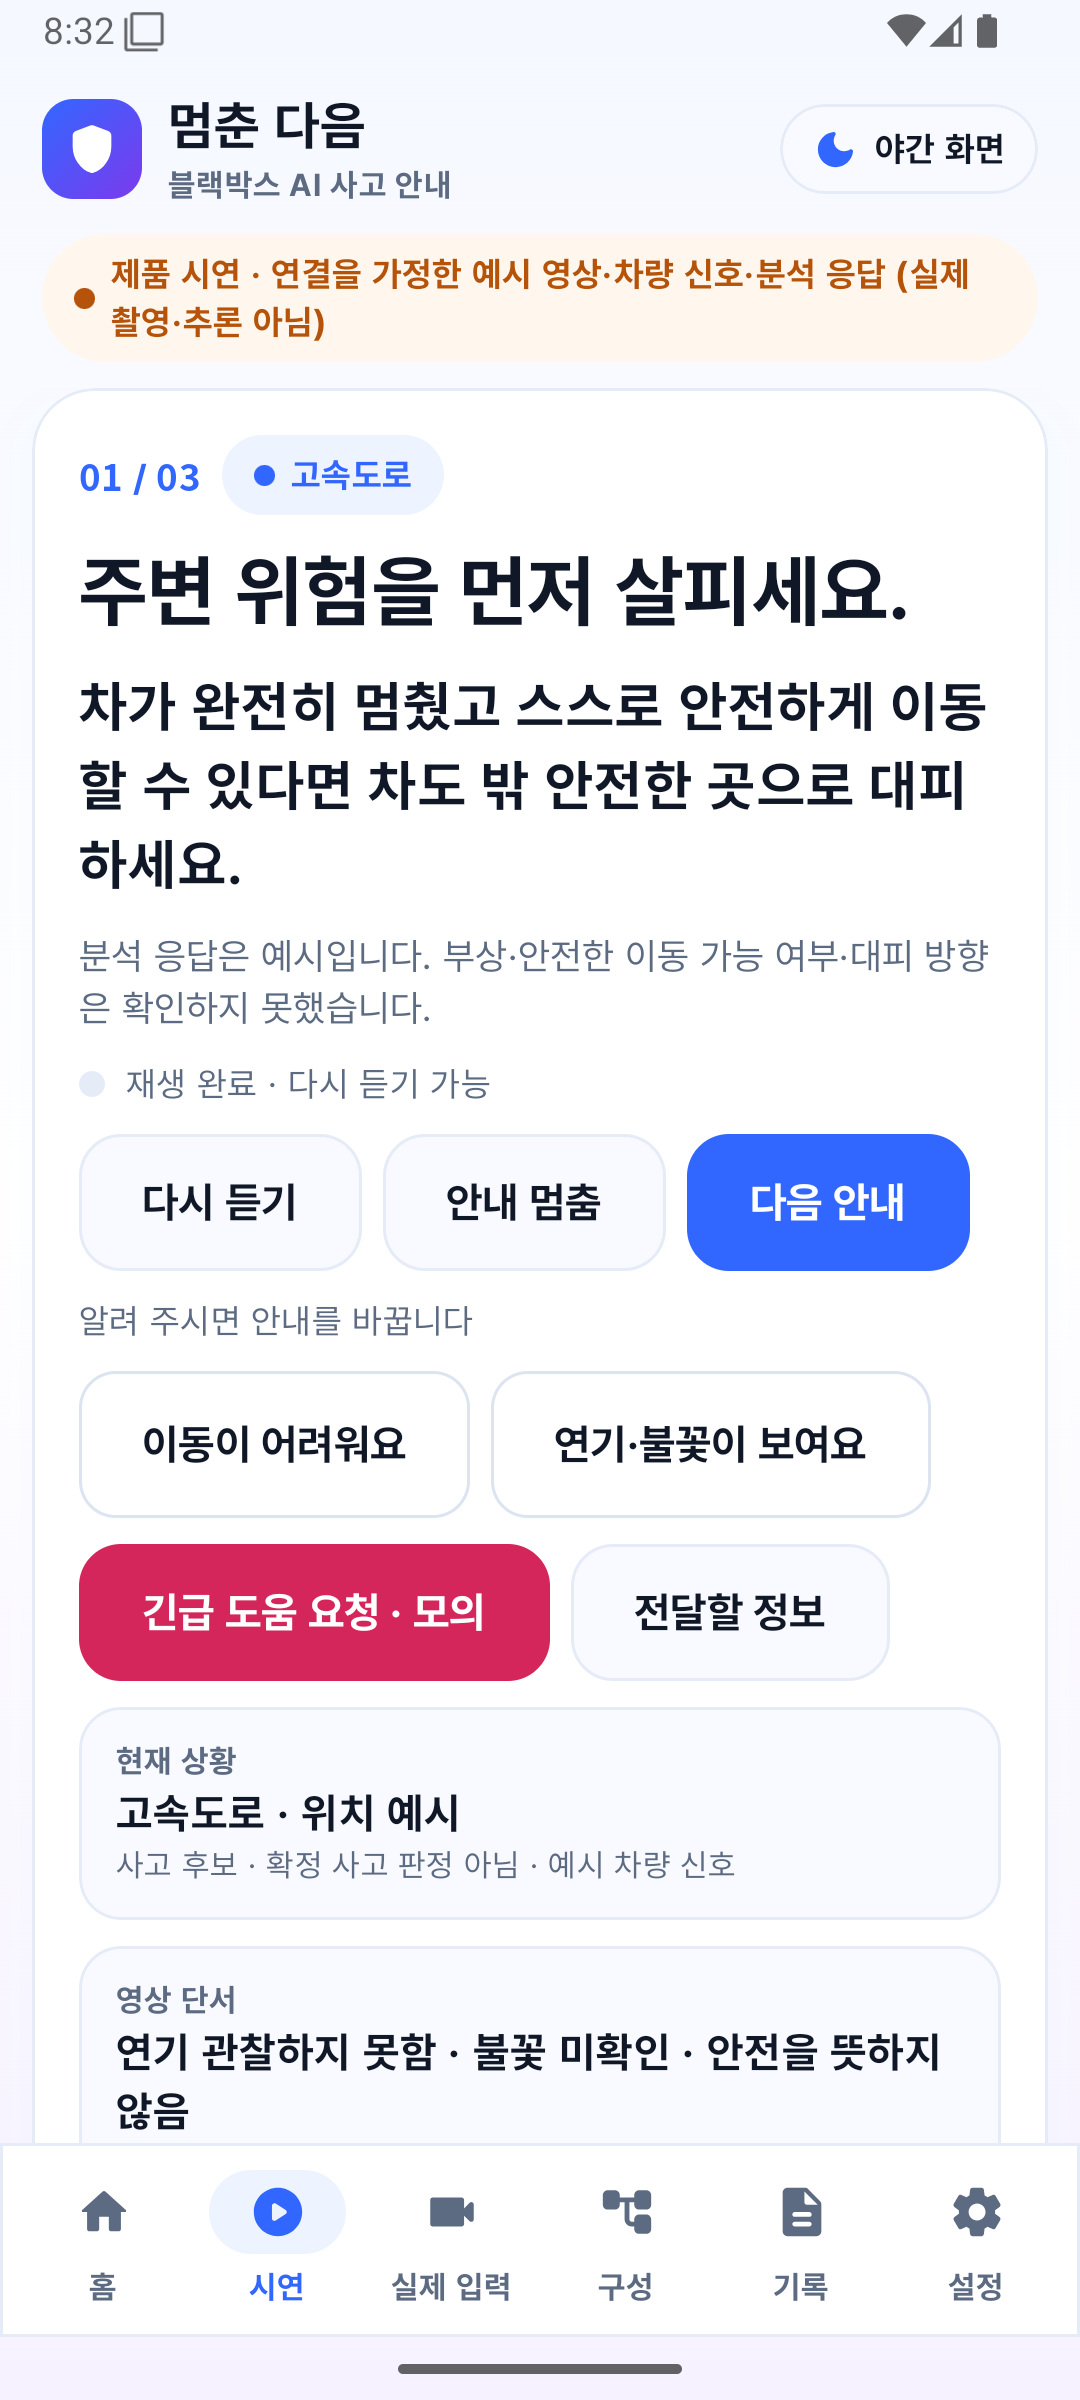 8:32
멈춘 다음
블랙박스 AI 사고 안내
야간 화면
제품 시연 · 연결을 가정한 예시 영상·차량 신호·분석 응답 (실제
촬영·추론 아님)
01 / 03
고속도로
주변 위험을 먼저 살피세요.
차가 완전히 멈췄고 스스로 안전하게 이동
할 수 있다면 차도 밖 안전한 곳으로 대피
하세요.
분석 응답은 예시입니다. 부상·안전한 이동 가능 여부·대피 방향
은 확인하지 못했습니다.
재생 완료 · 다시 듣기 가능
다시 듣기
안내 멈춤
다음 안내
알려 주시면 안내를 바꿉니다
이동이 어려워요
연기·불꽃이 보여요
긴급 도움 요청 · 모의
전달할 정보
현재 상황
고속도로 · 위치 예시
사고 후보 · 확정 사고 판정 아님 · 예시 차량 신호
영상 단서
연기 관찰하지 못함 · 불꽃 미확인 · 안전을 뜻하지
않음
홈
시연
실제 입력
구성
기록
설정